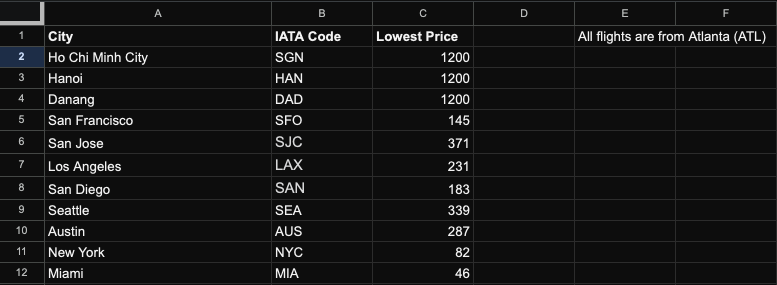 A B C D E F
1 City IATA Code Lowest Price All flights are from Atlanta (ATL)
2 Ho Chi Minh City SGN 1200
3 Hanoi HAN 1200
4 Danang DAD 1200
5 San Francisco SFO 145
6 San Jose SJC 371
7 Los Angeles LAX 231
8 San Diego SAN 183
9 Seattle SEA 339
10 Austin AUS 287
11 New York NYC 82
12 Miami MIA 46